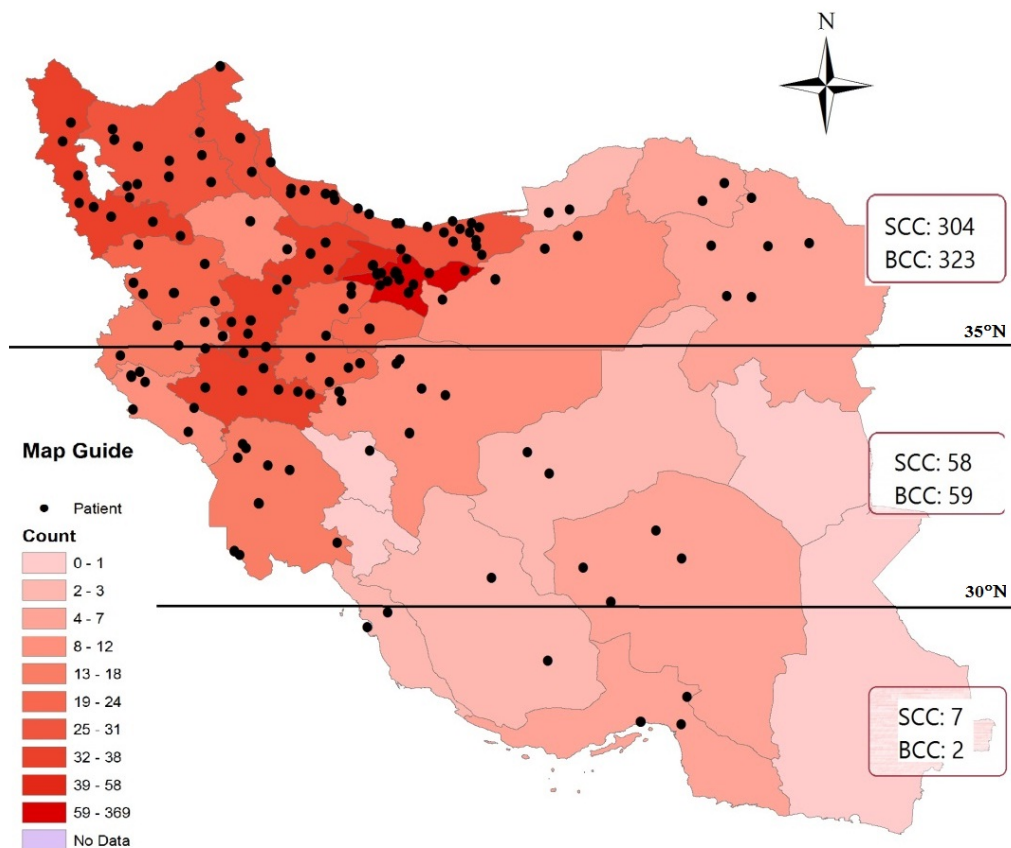 N
SCC: 304
BCC: 323
35°N
SCC: 58
BCC: 59
30°N
SCC: 7
BCC: 2
Map Guide
Patient
Count
0 - 1
2 - 3
4 - 7
8 - 12
13 - 18
19 - 24
25 - 31
32 - 38
39 - 58
59 - 369
No Data